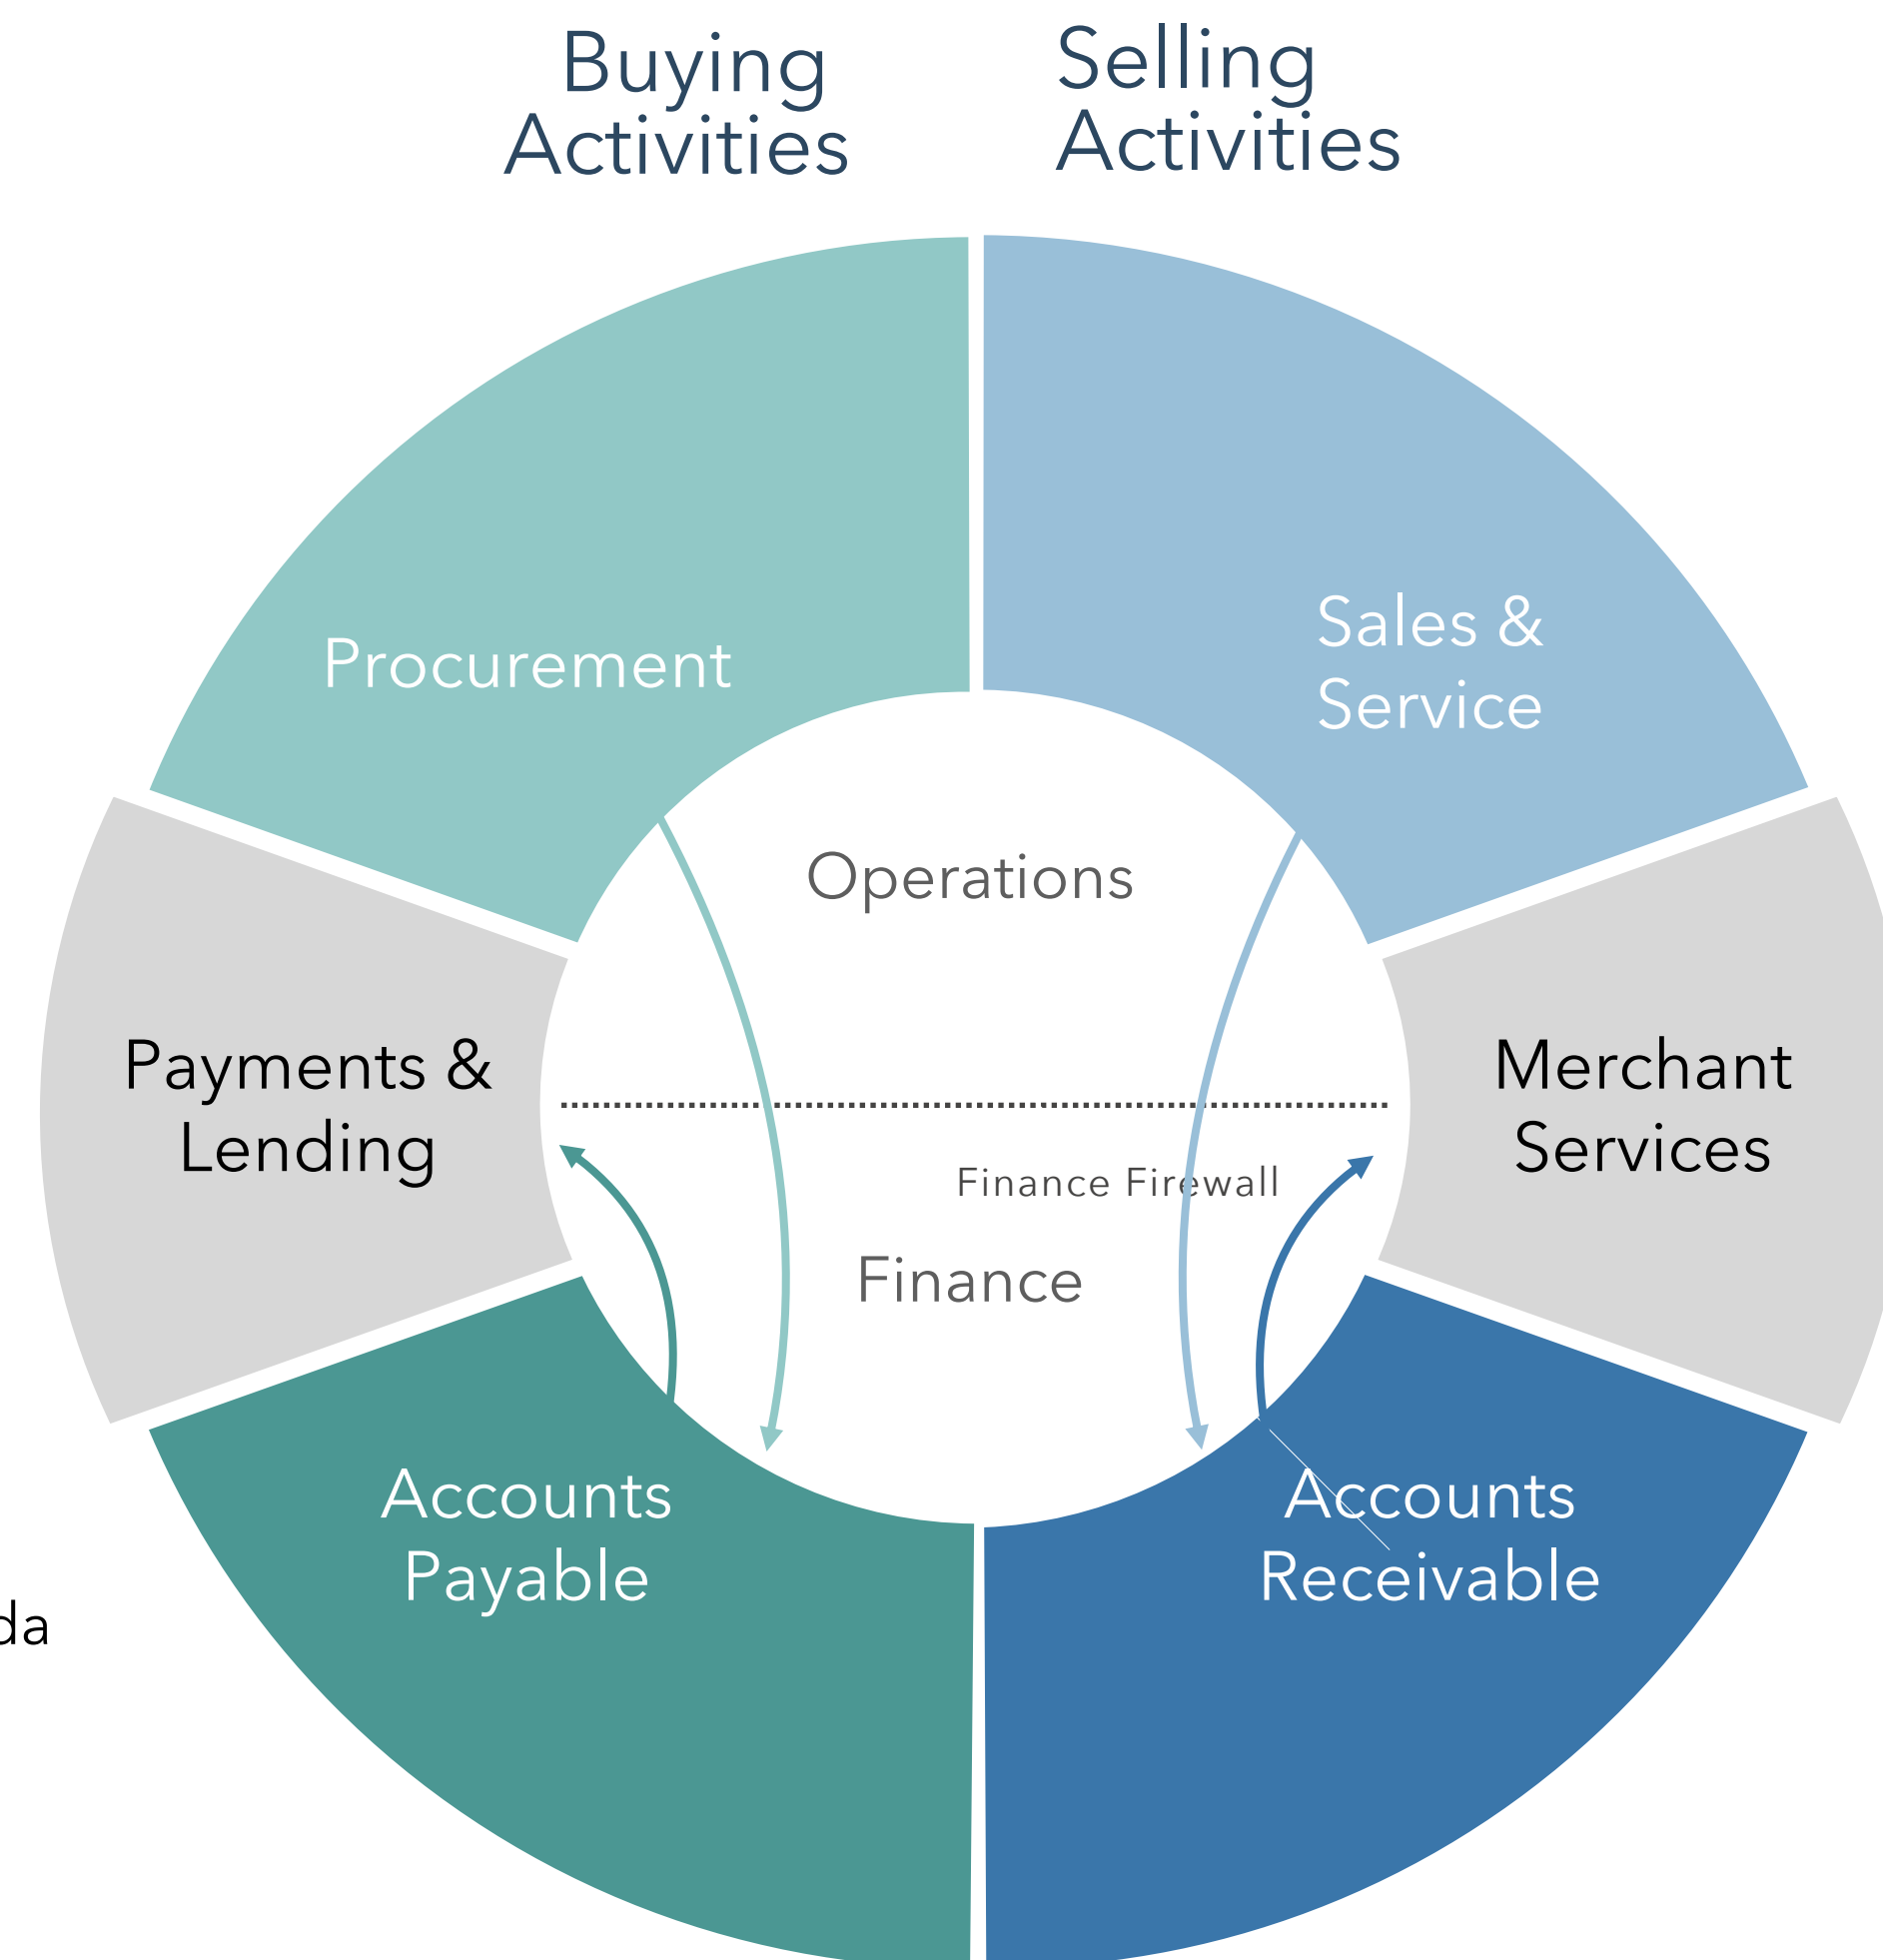 Buying
Activities
Selling
Activities
Procurement
Sales &
Service
Operations
Payments &
Lending
Merchant
Services
Finance Firewall
Finance
Accounts
Payable
Accounts
Receivable
da